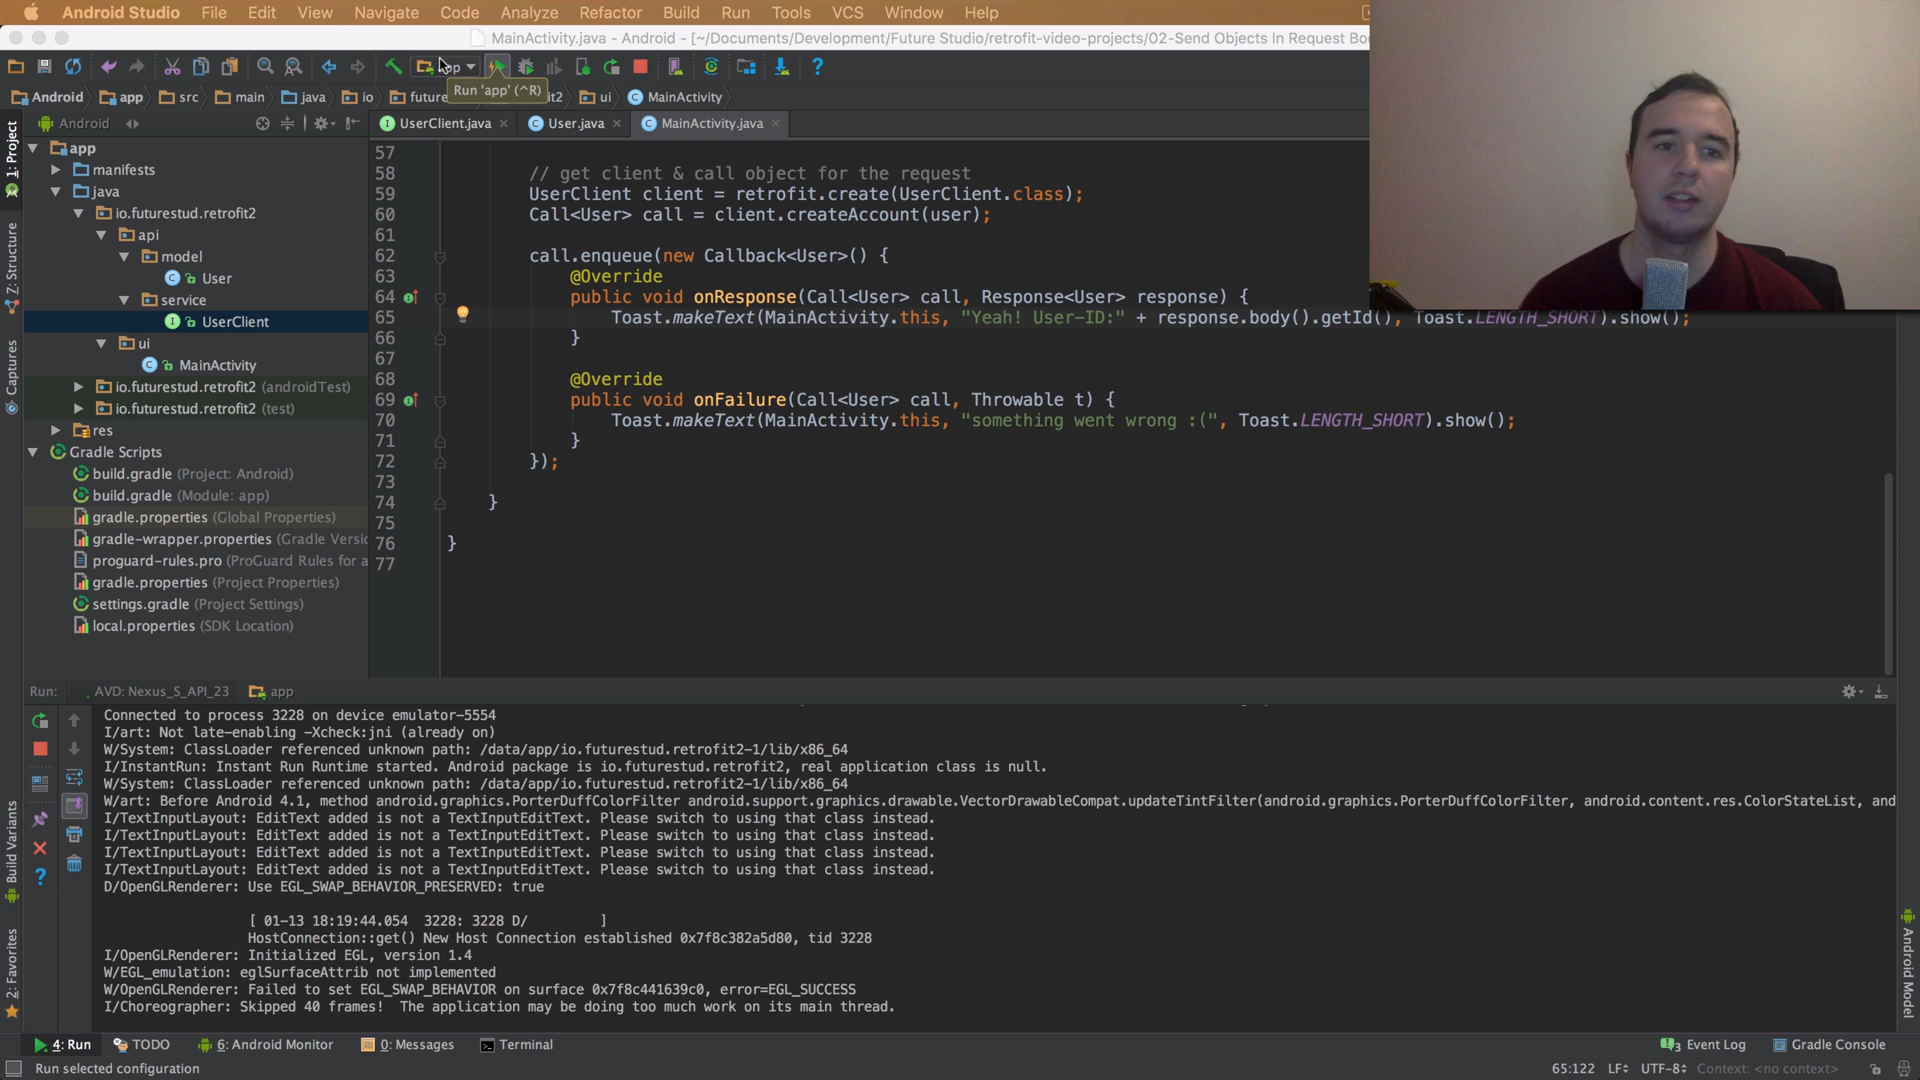 Android Studio File Edit View Navigate Code Analyze Refactor Build Run Tools VCS Window Help
MainActivity.java - Android - [~/Documents/Development/Future Studio/retrofit-video-projects/02-Send Objects In Request Bo
Run 'app' (^R)
Android app src main java io ui MainActivity
Android
UserClient.java User.java MainActivity.java
1: Project
Z: Structure
Captures
Build Variants
2: Favorites
app
manifests
java
io.futurestud.retrofit2
api
model
User
service
UserClient
ui
MainActivity
io.futurestud.retrofit2 (androidTest)
io.futurestud.retrofit2 (test)
res
Gradle Scripts
build.gradle (Project: Android)
build.gradle (Module: app)
gradle.properties (Global Properties)
gradle-wrapper.properties (Gradle Versio
proguard-rules.pro (ProGuard Rules for a
gradle.properties (Project Properties)
settings.gradle (Project Settings)
local.properties (SDK Location)
57
58 // get client & call object for the request
59 UserClient client = retrofit.create(UserClient.class);
60 Call<User> call = client.createAccount(user);
61
62 call.enqueue(new Callback<User>() {
63 @Override
64 public void onResponse(Call<User> call, Response<User> response) {
65 Toast.makeText(MainActivity.this, "Yeah! User-ID:" + response.body().getId(), Toast.LENGTH_SHORT).show();
66 }
67
68 @Override
69 public void onFailure(Call<User> call, Throwable t) {
70 Toast.makeText(MainActivity.this, "something went wrong :(", Toast.LENGTH_SHORT).show();
71 }
72 });
73
74 }
75
76 }
77
Run: AVD: Nexus_S_API_23 app
Connected to process 3228 on device emulator-5554
I/art: Not late-enabling -Xcheck:jni (already on)
W/System: ClassLoader referenced unknown path: /data/app/io.futurestud.retrofit2-1/lib/x86_64
I/InstantRun: Instant Run Runtime started. Android package is io.futurestud.retrofit2, real application class is null.
W/System: ClassLoader referenced unknown path: /data/app/io.futurestud.retrofit2-1/lib/x86_64
W/art: Before Android 4.1, method android.graphics.PorterDuffColorFilter android.support.graphics.drawable.VectorDrawableCompat.updateTintFilter(android.graphics.PorterDuffColorFilter, android.content.res.ColorStateList, and
I/TextInputLayout: EditText added is not a TextInputEditText. Please switch to using that class instead.
I/TextInputLayout: EditText added is not a TextInputEditText. Please switch to using that class instead.
I/TextInputLayout: EditText added is not a TextInputEditText. Please switch to using that class instead.
I/TextInputLayout: EditText added is not a TextInputEditText. Please switch to using that class instead.
D/OpenGLRenderer: Use EGL_SWAP_BEHAVIOR_PRESERVED: true
[ 01-13 18:19:44.054 3228: 3228 D/ ]
HostConnection::get() New Host Connection established 0x7f8c382a5d80, tid 3228
I/OpenGLRenderer: Initialized EGL, version 1.4
W/EGL_emulation: eglSurfaceAttrib not implemented
W/OpenGLRenderer: Failed to set EGL_SWAP_BEHAVIOR on surface 0x7f8c441639c0, error=EGL_SUCCESS
I/Choreographer: Skipped 40 frames! The application may be doing too much work on its main thread.
Android Model
4: Run TODO 6: Android Monitor 0: Messages Terminal 3 Event Log Gradle Console
Run selected configuration 65:122 LF UTF-8 Context: <no context>